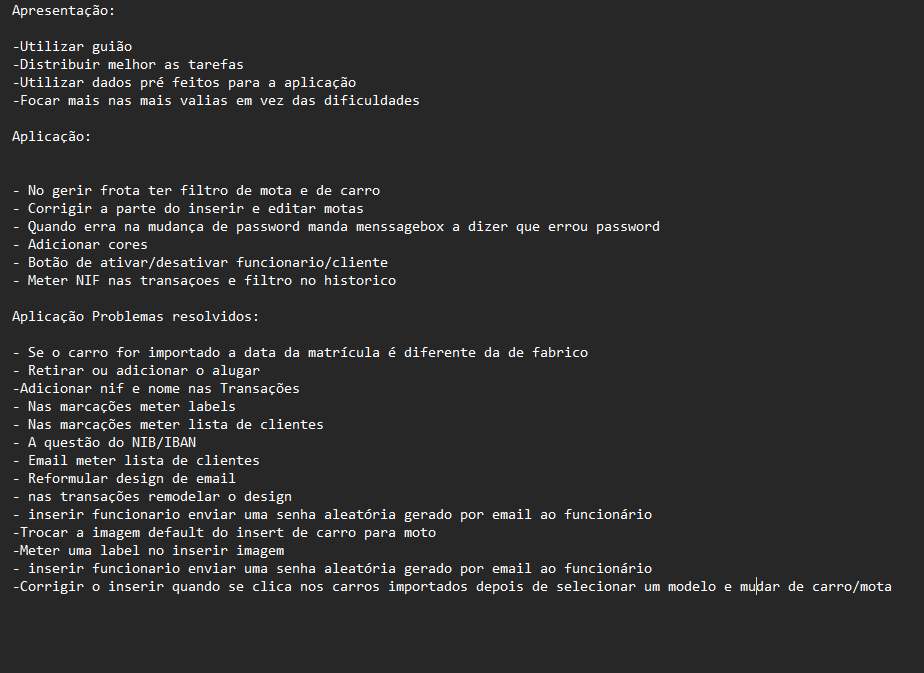 Apresentação:
-Utilizar guião
-Distribuir melhor as tarefas
-Utilizar dados pré feitos para a aplicação
-Focar mais nas mais valias em vez das dificuldades
Aplicação:
- No gerir frota ter filtro de mota e de carro
- Corrigir a parte do inserir e editar motas
- Quando erra na mudança de password manda menssagebox a dizer que errou password
- Adicionar cores
- Botão de ativar/desativar funcionario/cliente
- Meter NIF nas transaçoes e filtro no historico
Aplicação Problemas resolvidos:
- Se o carro for importado a data da matrícula é diferente da de fabrico
- Retirar ou adicionar o alugar
-Adicionar nif e nome nas Transações
- Nas marcações meter labels
- Nas marcações meter lista de clientes
- A questão do NIB/IBAN
- Email meter lista de clientes
- Reformular design de email
- nas transações remodelar o design
- inserir funcionario enviar uma senha aleatória gerado por email ao funcionário
-Trocar a imagem default do insert de carro para moto
-Meter uma label no inserir imagem
- inserir funcionario enviar uma senha aleatória gerado por email ao funcionário
-Corrigir o inserir quando se clica nos carros importados depois de selecionar um modelo e mudar de carro/mota